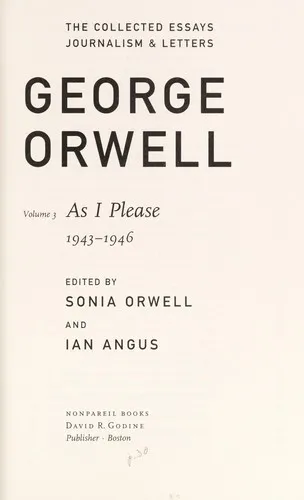 THE COLLECTED ESSAYS
JOURNALISM & LETTERS
GEORGE
ORWELL
Volume 3 As I Please
1943–1946
EDITED BY
SONIA ORWELL
AND
IAN ANGUS
NONPAREIL BOOKS
DAVID R. GODINE
Publisher · Boston